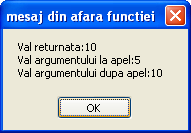 mesaj din afara functiei
Val returnata:10
Val argumentului la apel:5
Val argumentului dupa apel:10
OK